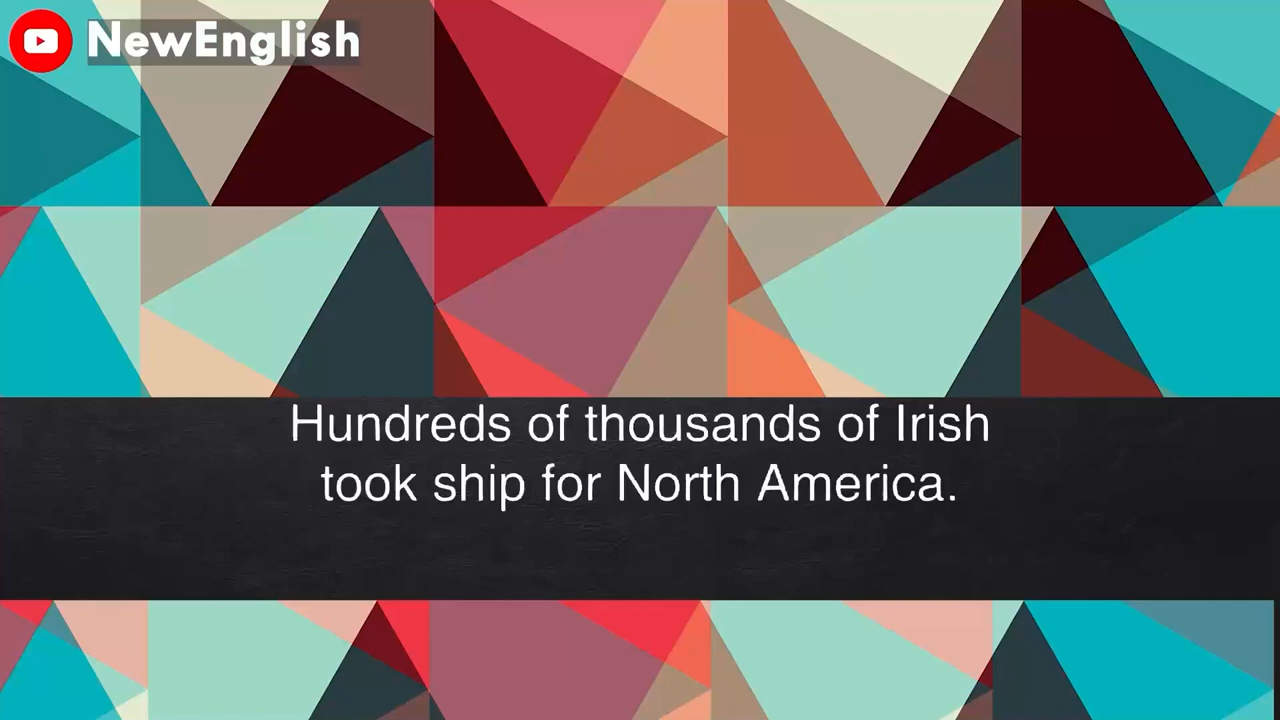 NewEnglish
Hundreds of thousands of Irish
took ship for North America.